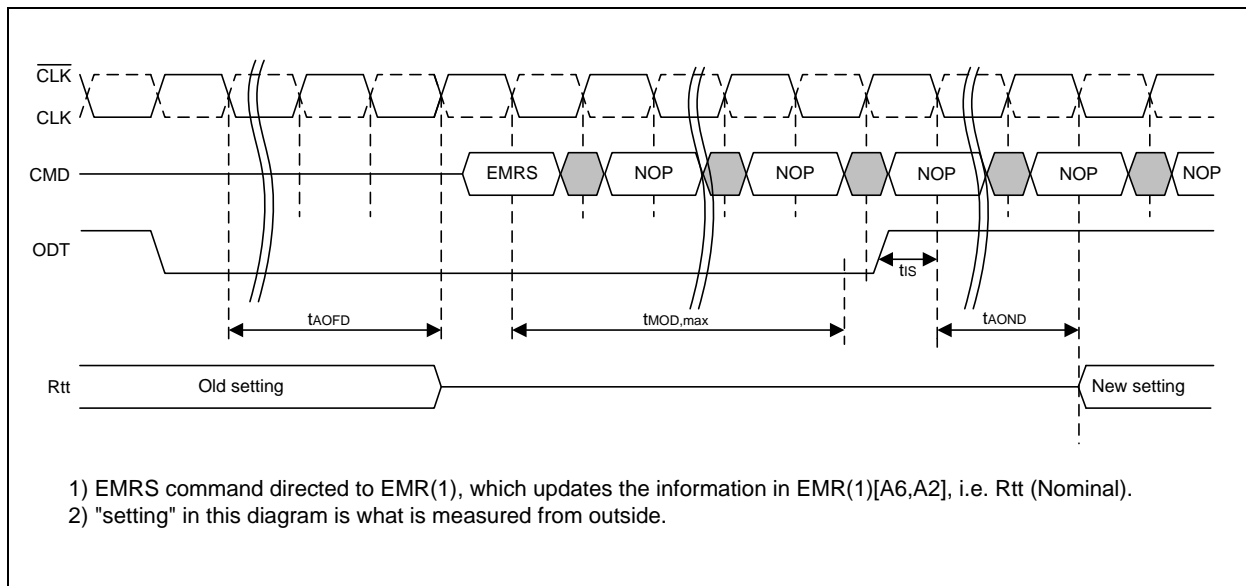 CLK
CLK
CMD
EMRS
NOP
NOP
NOP
NOP
NOP
ODT
tIS
tAOFD
tMOD,max
tAOND
Rtt
Old setting
New setting
1) EMRS command directed to EMR(1), which updates the information in EMR(1)[A6,A2], i.e. Rtt (Nominal).
2) "setting" in this diagram is what is measured from outside.